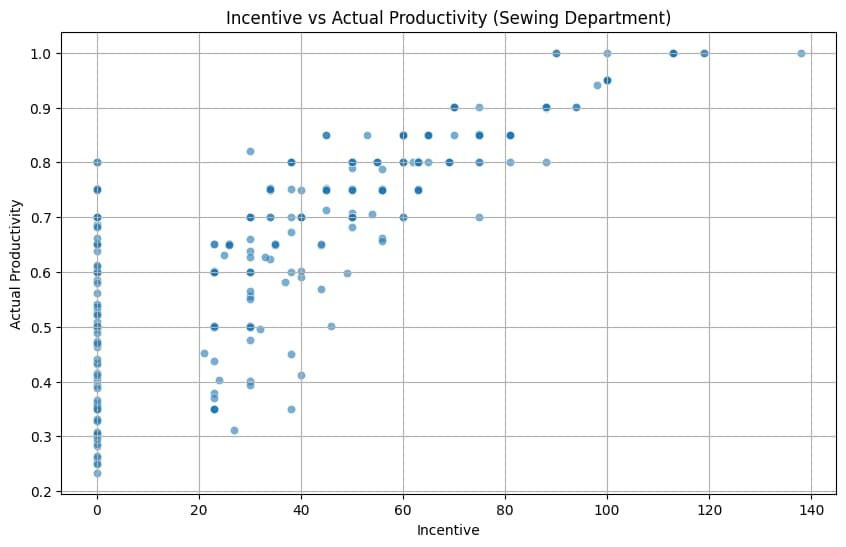 Incentive vs Actual Productivity (Sewing Department)
Actual Productivity
1.0
0.9
0.8
0.7
0.6
0.5
0.4
0.3
0.2
0 20 40 60 80 100 120 140
Incentive